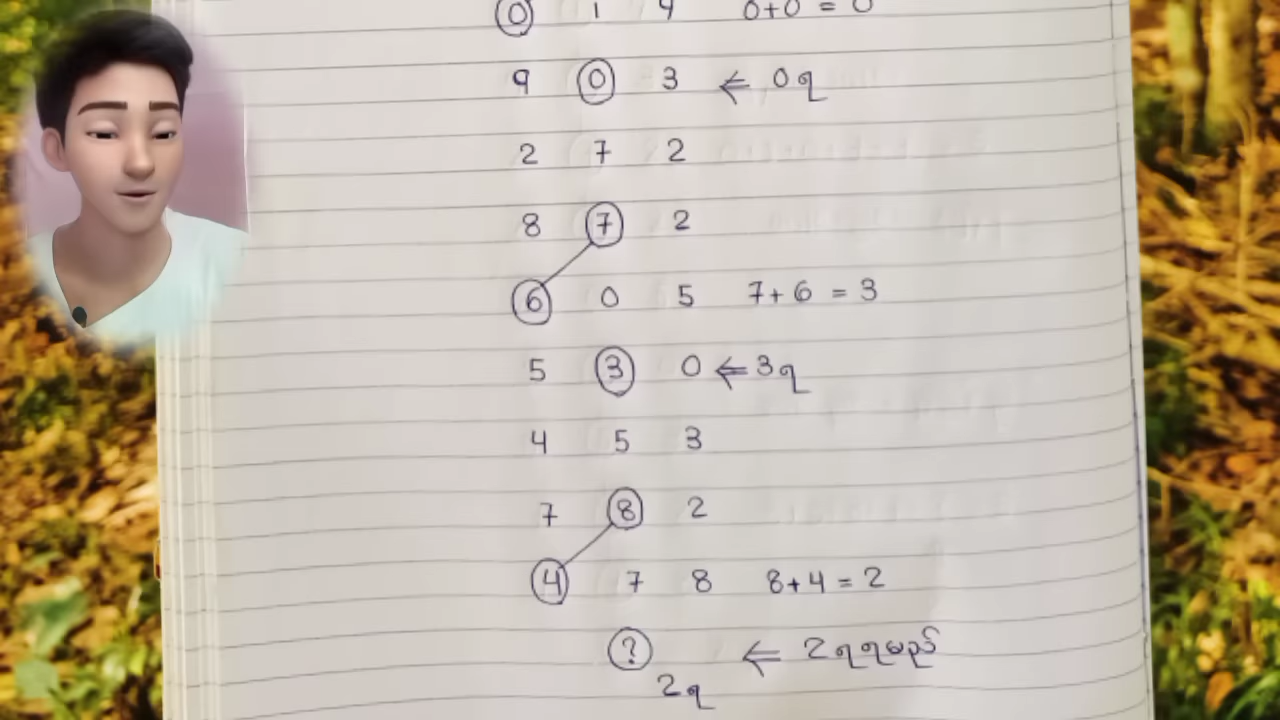 0 1 4 0+0 = 0
9 0 3 ← 0 ရ
2 7 2
8 7 2
6 0 5 7+6 = 3
5 3 0 ← 3 ရ
4 5 3
7 8 2
4 7 8 8+4 = 2
? ← 2 ရရမည်
2 ရ